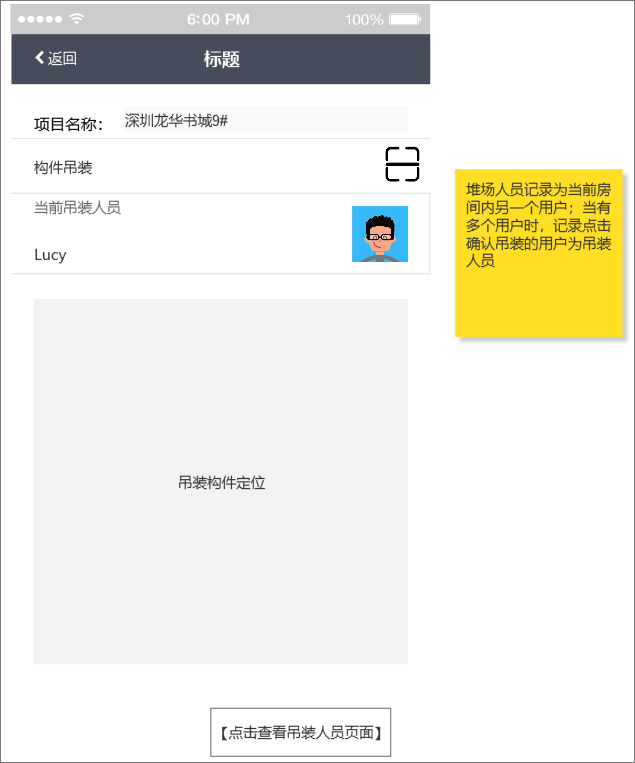 6:00 PM
100%
返回
标题
项目名称：
深圳龙华书城9#
构件吊装
当前吊装人员
Lucy
吊装构件定位
【点击查看吊装人员页面】
堆场人员记录为当前房
间内另一个用户；当有
多个用户时，记录点击
确认吊装的用户为吊装
人员